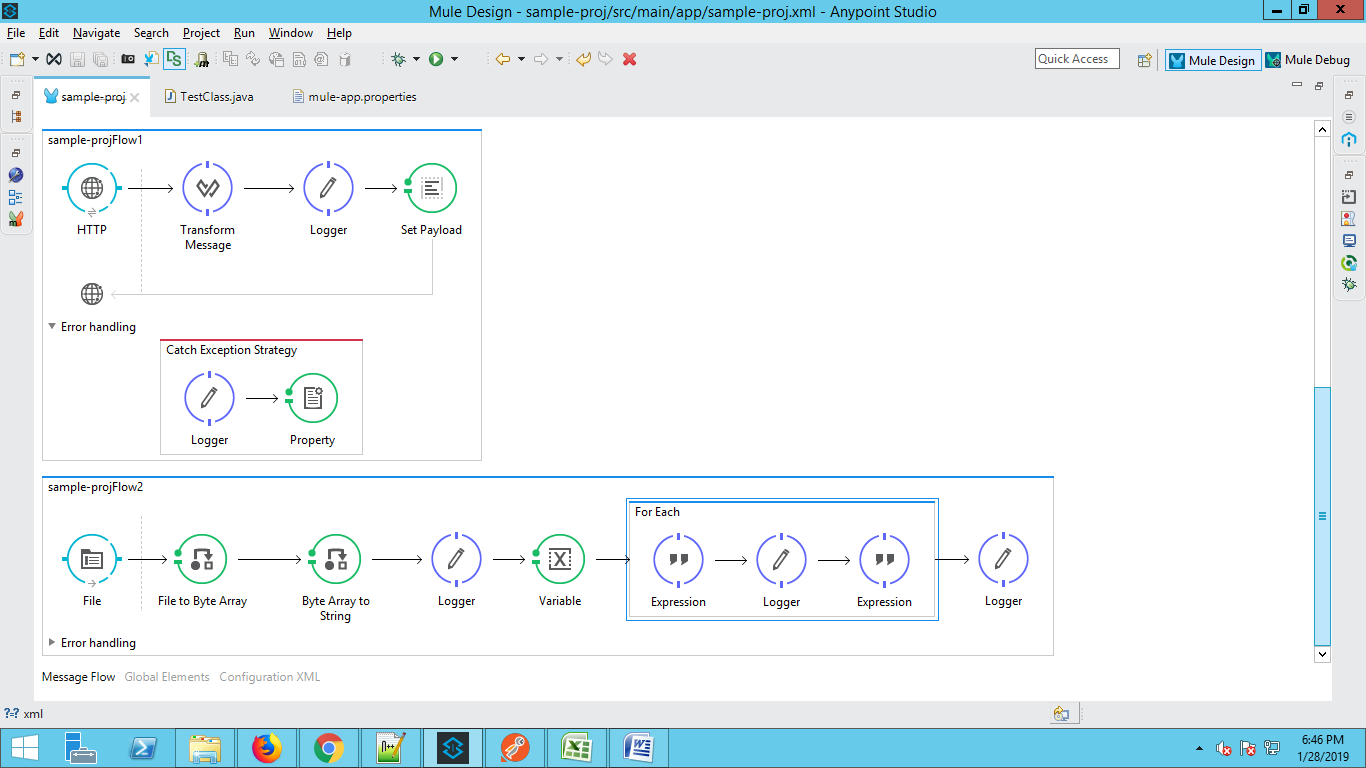 Mule Design - sample-proj/src/main/app/sample-proj.xml - Anypoint Studio
File Edit Navigate Search Project Run Window Help
Quick Access
Mule Design
Mule Debug
sample-proj
TestClass.java
mule-app.properties
sample-projFlow1
HTTP
Transform
Message
Logger
Set Payload
Error handling
Catch Exception Strategy
Logger
Property
sample-projFlow2
For Each
File
File to Byte Array
Byte Array to
String
Logger
Variable
Expression
Logger
Expression
Logger
Error handling
Message Flow Global Elements Configuration XML
xml
6:46 PM
1/28/2019